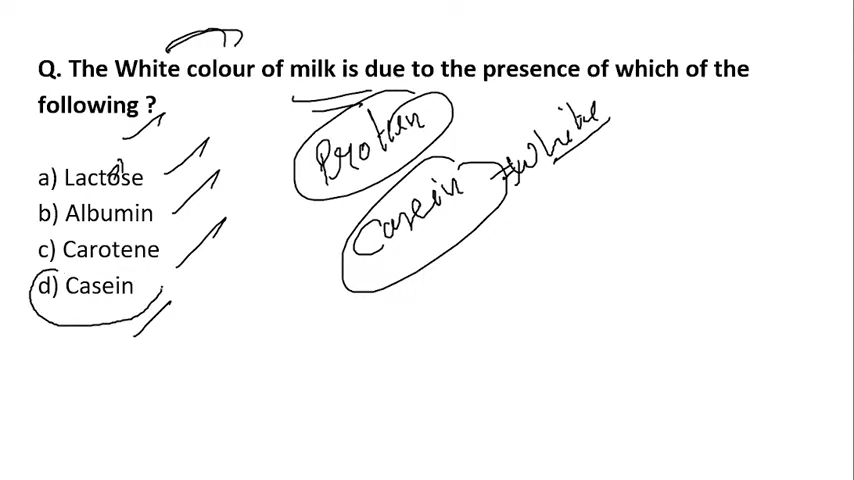 Q. The White colour of milk is due to the presence of which of the
following ?
Protein
white
a) Lactose
Casein
b) Albumin
c) Carotene
d) Casein